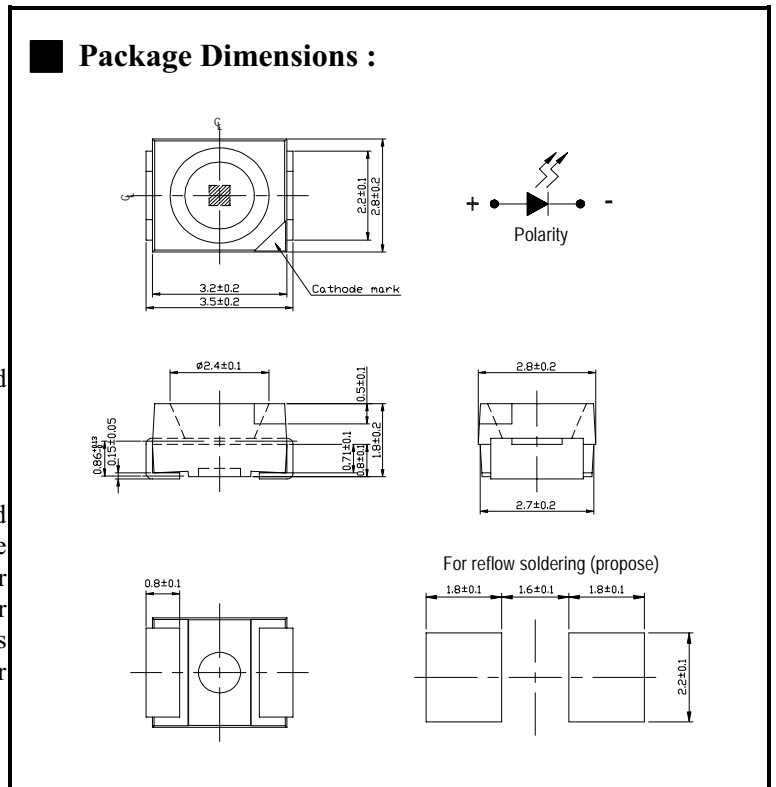 Package Dimensions :
℄
℄
2.2±0.1
2.8±0.2
+ -
Polarity
3.2±0.2
Cathode mark
3.5±0.2
ø2.4±0.1
0.5±0.1
1.8±0.2
0.15±0.05
0.71±0.1
0.8±0.1
2.8±0.2
2.7±0.2
d
d
e
r
r
s
r
For reflow soldering (propose)
0.8±0.1
1.8±0.1 1.6±0.1 1.8±0.1
2.2±0.1